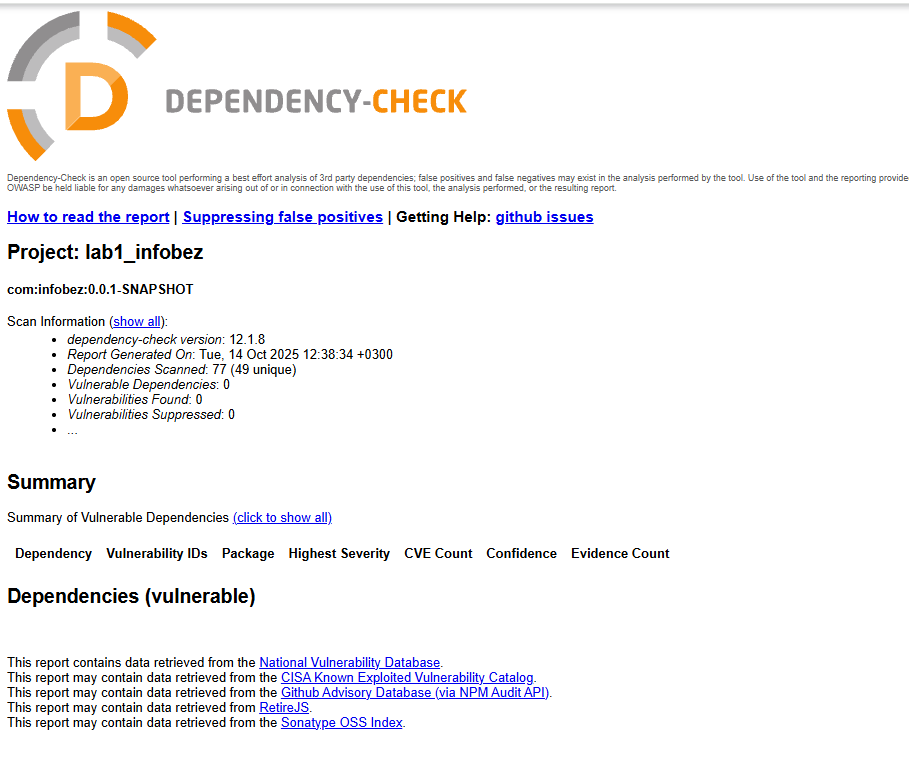 DEPENDENCY-CHECK
Dependency-Check is an open source tool performing a best effort analysis of 3rd party dependencies; false positives and false negatives may exist in the analysis performed by the tool. Use of the tool and the reporting provide
OWASP be held liable for any damages whatsoever arising out of or in connection with the use of this tool, the analysis performed, or the resulting report.
How to read the report | Suppressing false positives | Getting Help: github issues
Project: lab1_infobez
com:infobez:0.0.1-SNAPSHOT
Scan Information (show all):
• dependency-check version: 12.1.8
• Report Generated On: Tue, 14 Oct 2025 12:38:34 +0300
• Dependencies Scanned: 77 (49 unique)
• Vulnerable Dependencies: 0
• Vulnerabilities Found: 0
• Vulnerabilities Suppressed: 0
• ...
Summary
Summary of Vulnerable Dependencies (click to show all)
Dependency Vulnerability IDs Package Highest Severity CVE Count Confidence Evidence Count
Dependencies (vulnerable)
This report contains data retrieved from the National Vulnerability Database.
This report may contain data retrieved from the CISA Known Exploited Vulnerability Catalog.
This report may contain data retrieved from the Github Advisory Database (via NPM Audit API).
This report may contain data retrieved from RetireJS.
This report may contain data retrieved from the Sonatype OSS Index.